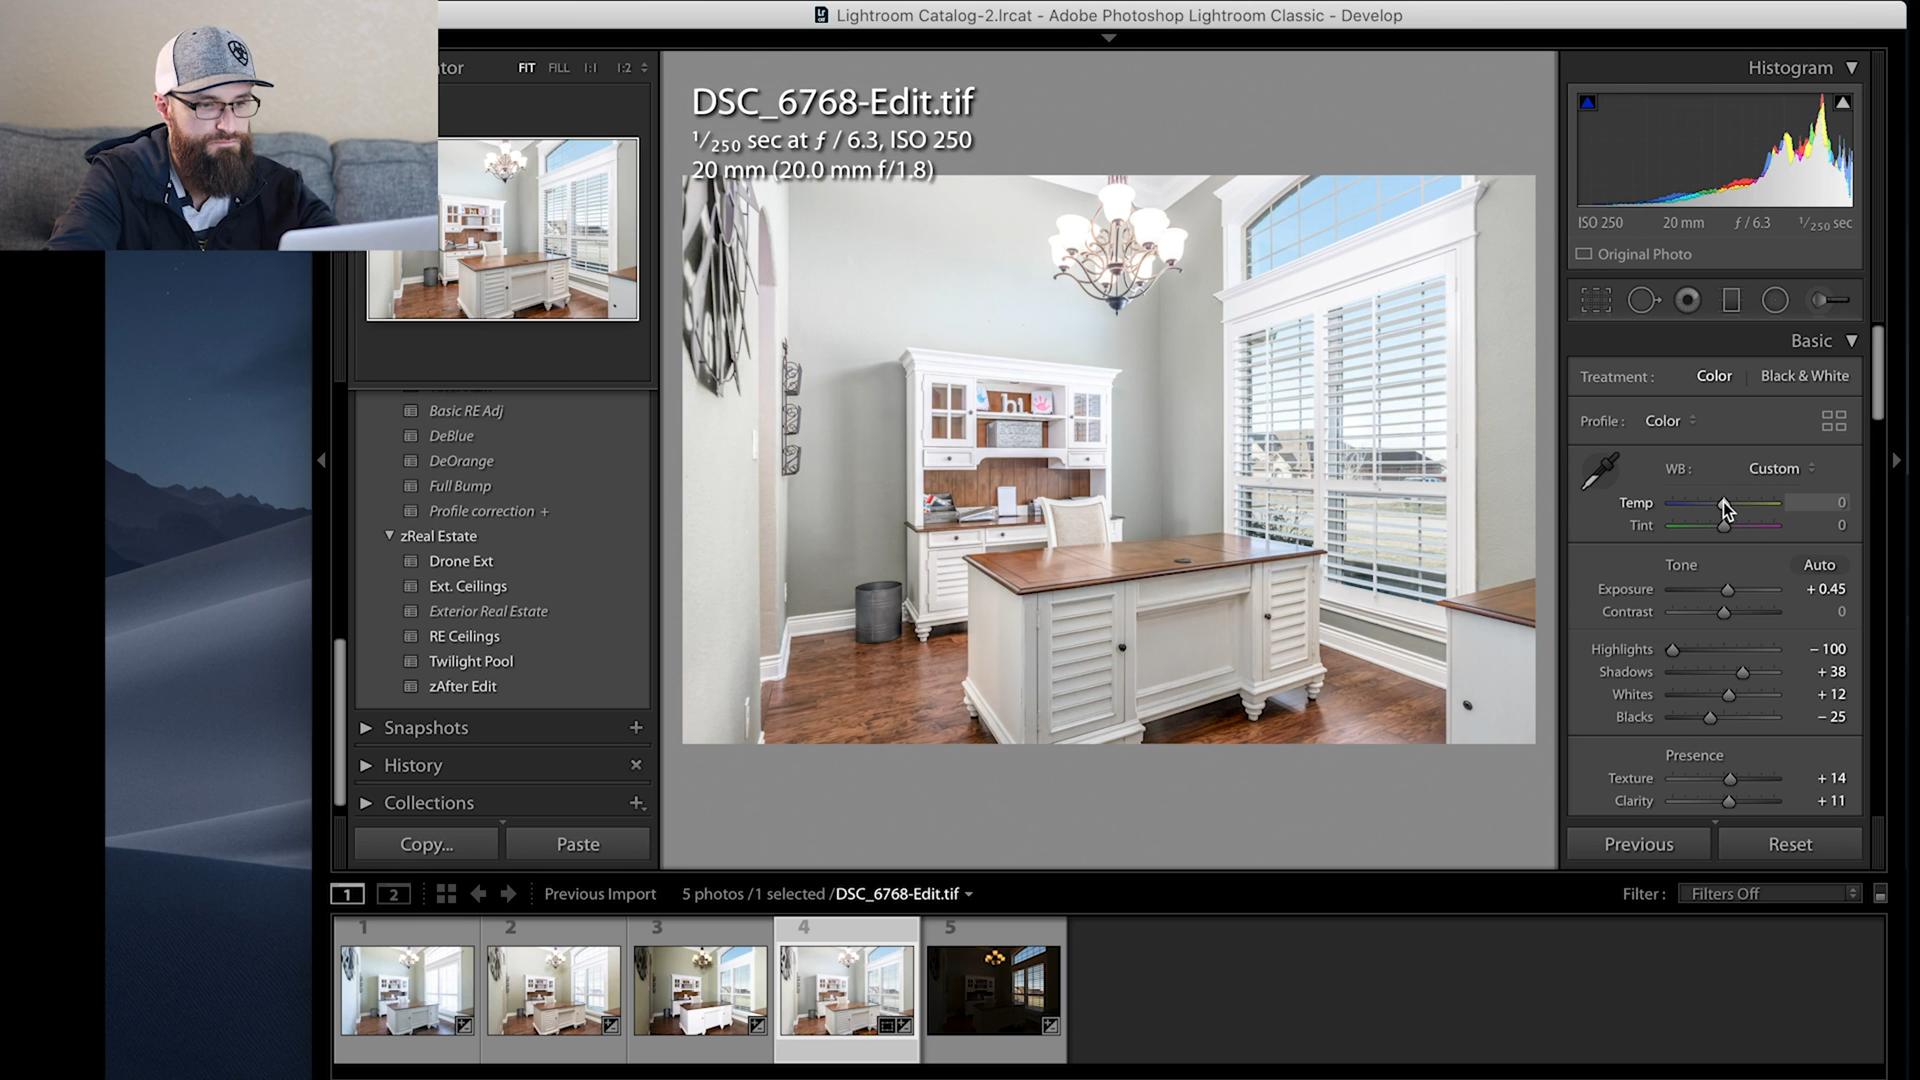 Lr
Lightroom Catalog-2.lrcat - Adobe Photoshop Lightroom Classic - Develop
tor FIT FILL 1:1 1:2
Histogram
DSC_6768-Edit.tif
1/250 sec at ƒ / 6.3, ISO 250
20 mm (20.0 mm f/1.8)
ISO 250 20 mm ƒ / 6.3 1/250 sec
Original Photo
Basic
Treatment : Color Black & White
Profile : Color
WB : Custom
Temp 0
Tint 0
Tone Auto
Exposure + 0.45
Contrast 0
Highlights – 100
Shadows + 38
Whites + 12
Blacks – 25
Presence
Texture + 14
Clarity + 11
Previous Reset
hi
Basic RE Adj
DeBlue
DeOrange
Full Bump
Profile correction +
zReal Estate
Drone Ext
Ext. Ceilings
Exterior Real Estate
RE Ceilings
Twilight Pool
zAfter Edit
Snapshots +
History ×
Collections +
Copy... Paste
1 2 Previous Import 5 photos / 1 selected / DSC_6768-Edit.tif Filter : Filters Off
1 2 3 4 5